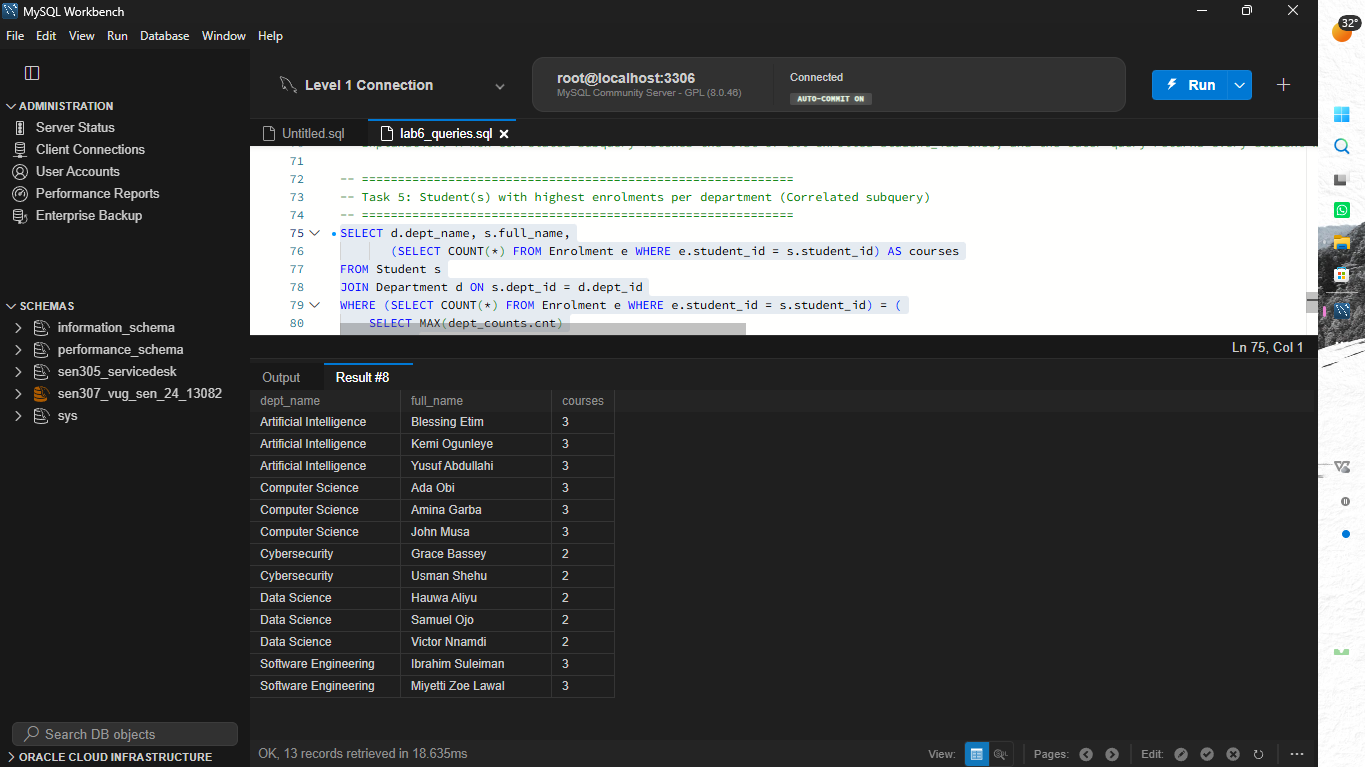 MySQL Workbench
32°
File Edit View Run Database Window Help
Level 1 Connection
root@localhost:3306
MySQL Community Server - GPL (8.0.46)
Connected
AUTO-COMMIT ON
Run
ADMINISTRATION
Server Status
Client Connections
User Accounts
Performance Reports
Enterprise Backup
SCHEMAS
information_schema
performance_schema
sen305_servicedesk
sen307_vug_sen_24_13082
sys
Search DB objects
ORACLE CLOUD INFRASTRUCTURE
Untitled.sql lab6_queries.sql
71
72 -- ============================================================
73 -- Task 5: Student(s) with highest enrolments per department (Correlated subquery)
74 -- ============================================================
75 SELECT d.dept_name, s.full_name,
76 (SELECT COUNT(*) FROM Enrolment e WHERE e.student_id = s.student_id) AS courses
77 FROM Student s
78 JOIN Department d ON s.dept_id = d.dept_id
79 WHERE (SELECT COUNT(*) FROM Enrolment e WHERE e.student_id = s.student_id) = (
80 SELECT MAX(dept_counts.cnt)
Ln 75, Col 1
Output Result #8
dept_name full_name courses
Artificial Intelligence Blessing Etim 3
Artificial Intelligence Kemi Ogunleye 3
Artificial Intelligence Yusuf Abdullahi 3
Computer Science Ada Obi 3
Computer Science Amina Garba 3
Computer Science John Musa 3
Cybersecurity Grace Bassey 2
Cybersecurity Usman Shehu 2
Data Science Hauwa Aliyu 2
Data Science Samuel Ojo 2
Data Science Victor Nnamdi 2
Software Engineering Ibrahim Suleiman 3
Software Engineering Miyetti Zoe Lawal 3
OK, 13 records retrieved in 18.635ms
View: Pages: Edit: